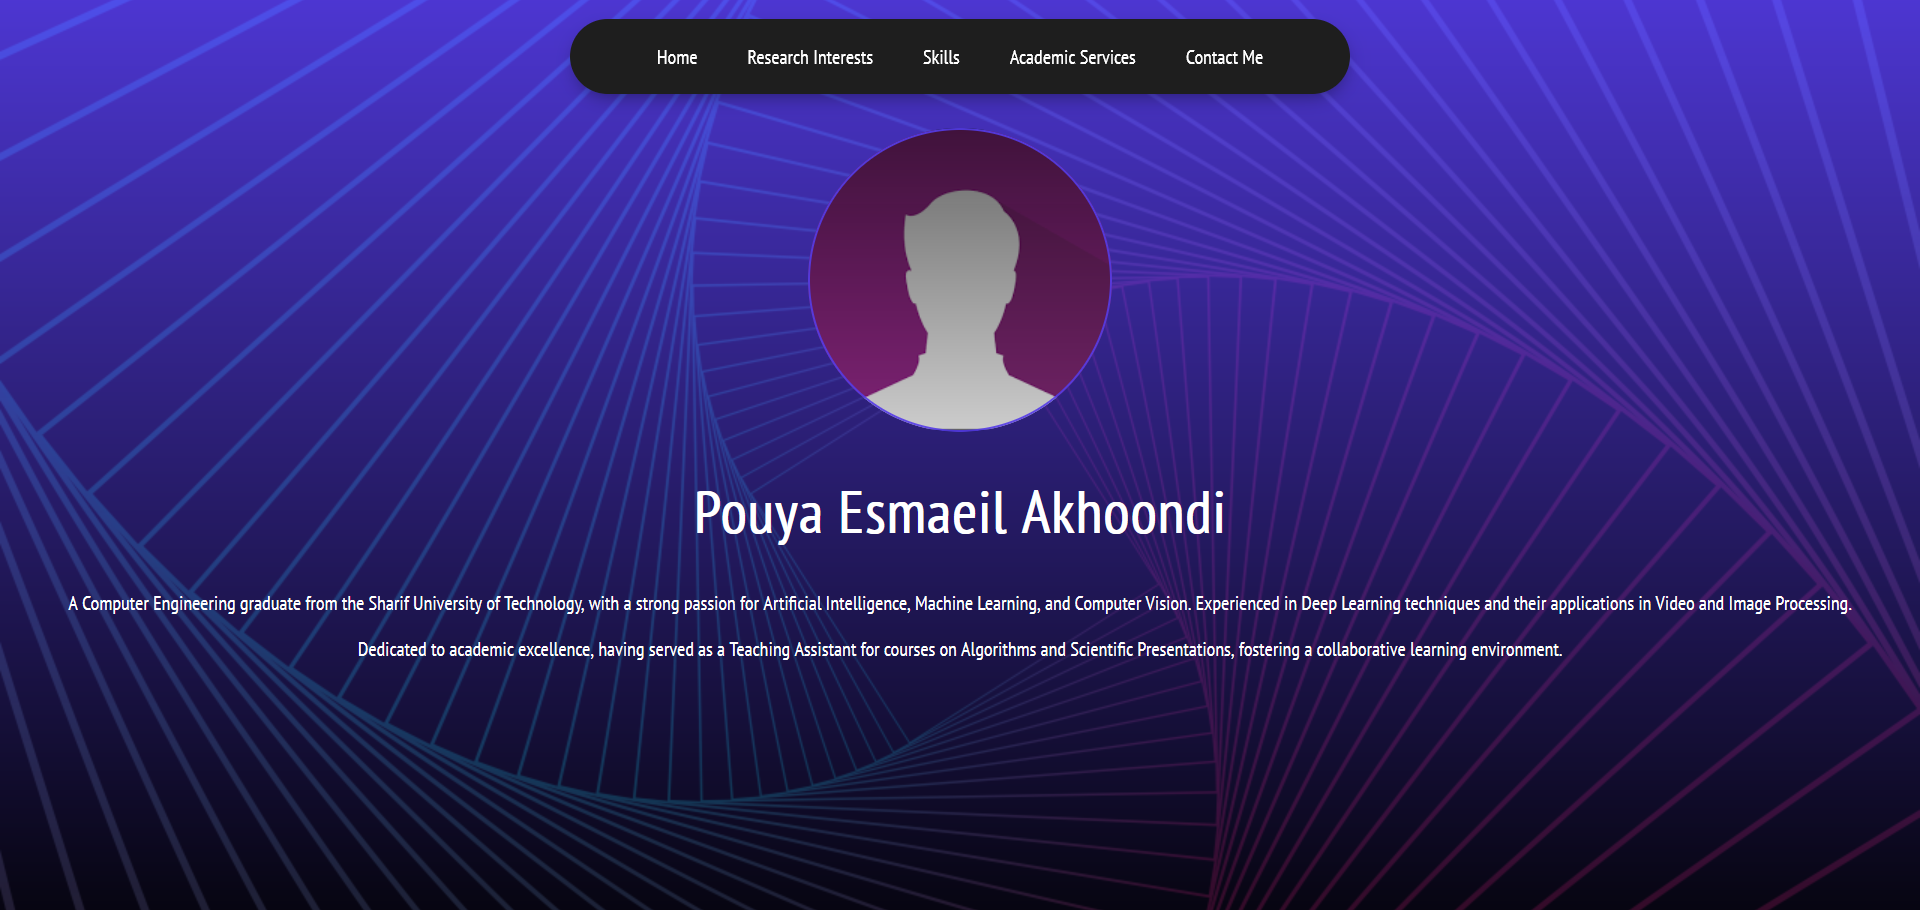 Home Research Interests Skills Academic Services Contact Me
Pouya Esmaeil Akhoondi
A Computer Engineering graduate from the Sharif University of Technology, with a strong passion for Artificial Intelligence, Machine Learning, and Computer Vision. Experienced in Deep Learning techniques and their applications in Video and Image Processing.
Dedicated to academic excellence, having served as a Teaching Assistant for courses on Algorithms and Scientific Presentations, fostering a collaborative learning environment.